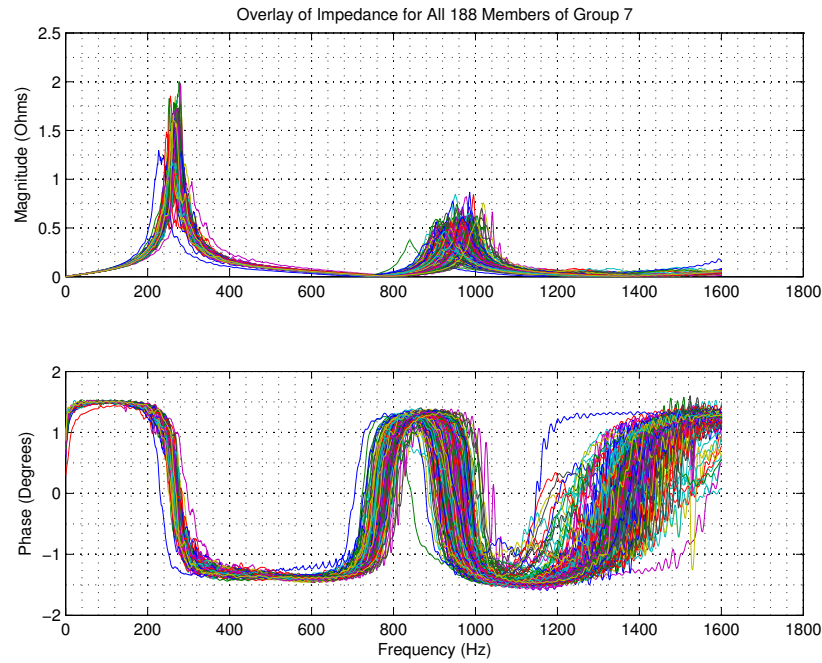 Overlay of Impedance for All 188 Members of Group 7
Magnitude (Ohms)
2.5
2
1.5
1
0.5
0
0 200 400 600 800 1000 1200 1400 1600 1800
Phase (Degrees)
2
1
0
−1
−2
0 200 400 600 800 1000 1200 1400 1600 1800
Frequency (Hz)